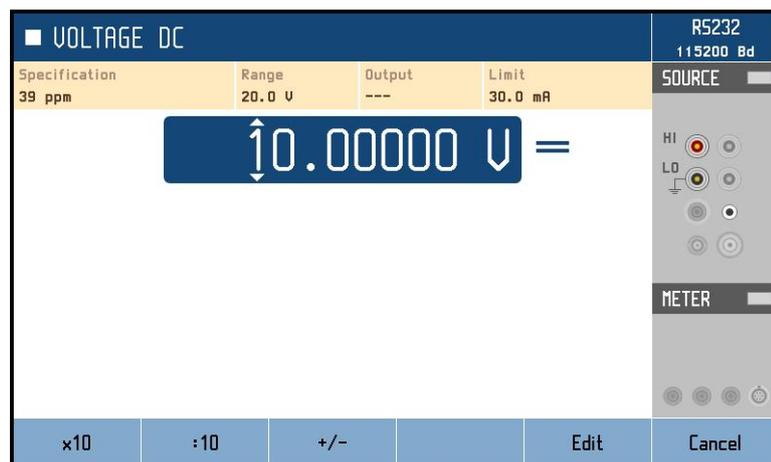 VOLTAGE DC
RS232
115200 Bd
Specification Range Output Limit
39 ppm 20.0 V --- 30.0 mA
SOURCE
10.00000 V
HI
LO
METER
x10 :10 +/- Edit Cancel